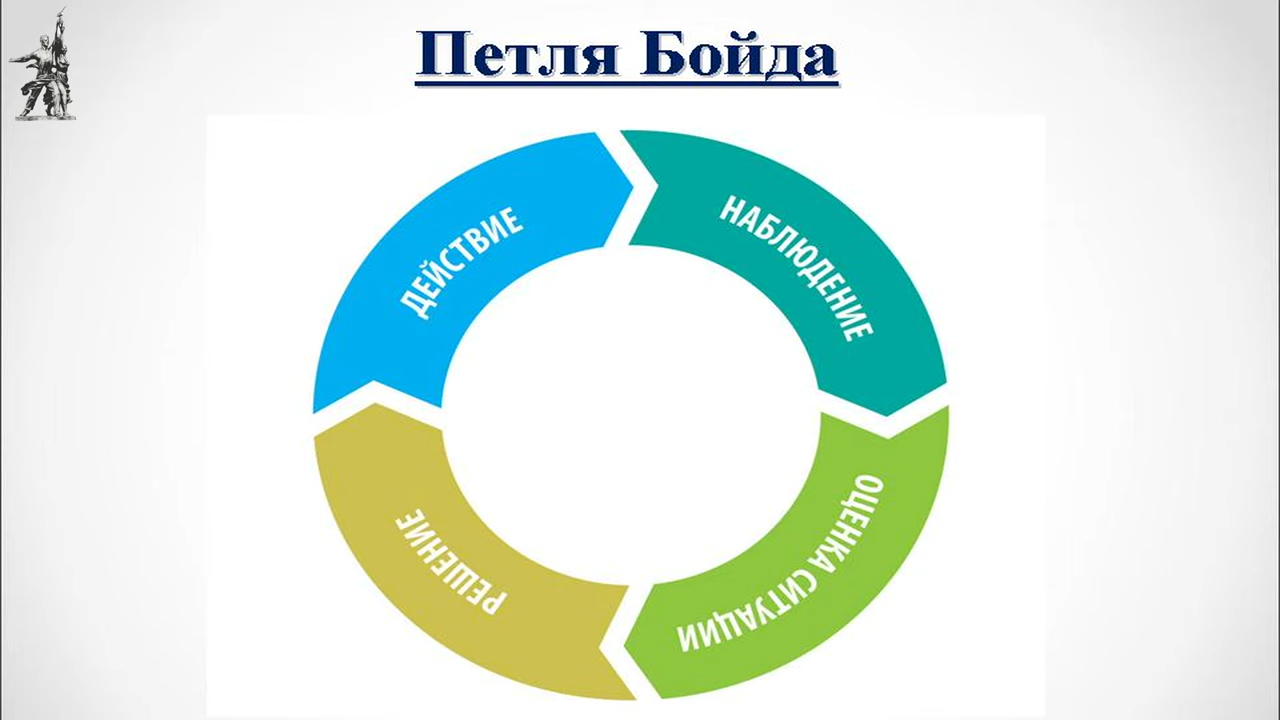 Петля Бойда
НАБЛЮДЕНИЕ
ОЦЕНКА СИТУАЦИИ
РЕШЕНИЕ
ДЕЙСТВИЕ